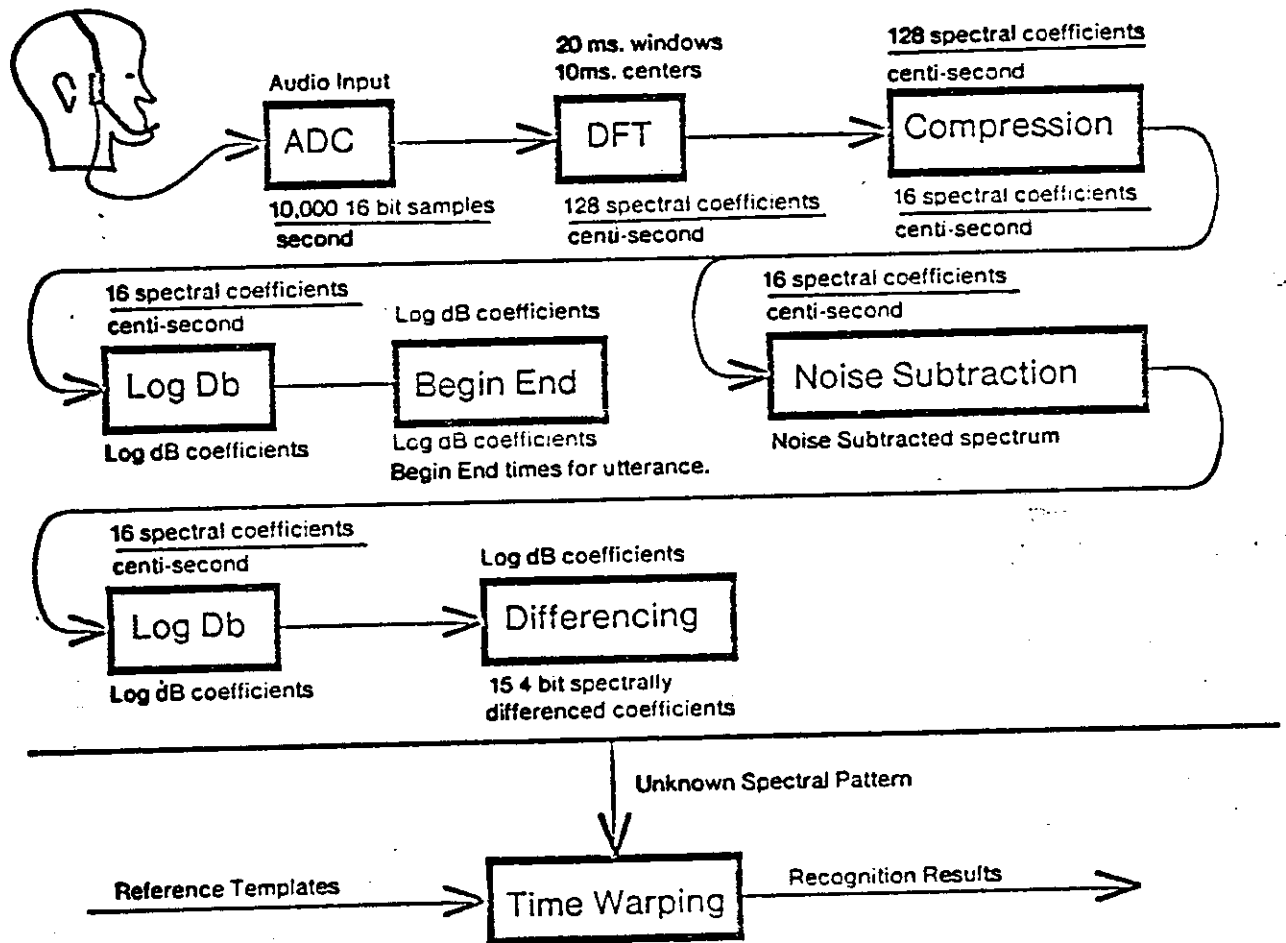 Audio Input
ADC
10,000 16 bit samples
second
20 ms. windows
10ms. centers
DFT
128 spectral coefficients
centi-second
128 spectral coefficients
centi-second
Compression
16 spectral coefficients
centi-second
16 spectral coefficients
centi-second
Log Db
Log dB coefficients
Log dB coefficients
Begin End
Log dB coefficients
Begin End times for utterance.
16 spectral coefficients
centi-second
Noise Subtraction
Noise Subtracted spectrum
16 spectral coefficients
centi-second
Log Db
Log dB coefficients
Log dB coefficients
Differencing
15 4 bit spectrally
differenced coefficients
Unknown Spectral Pattern
Reference Templates
Time Warping
Recognition Results